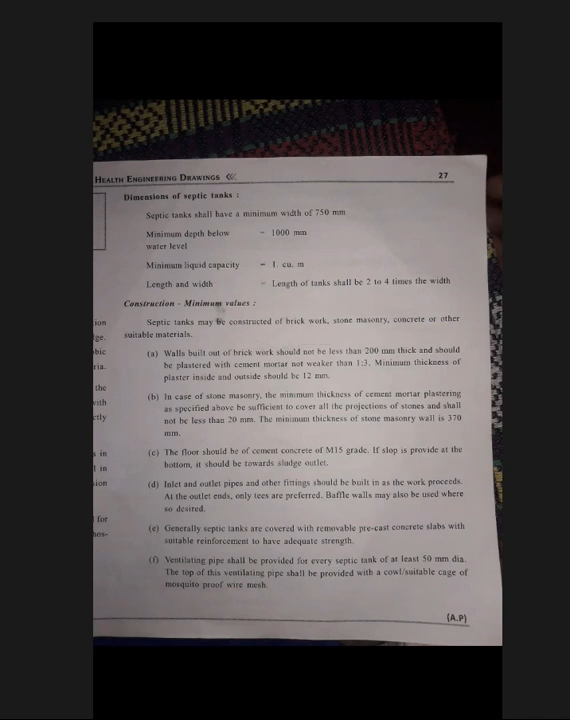 HEALTH ENGINEERING DRAWINGS
27
Dimensions of septic tanks :
Septic tanks shall have a minimum width of 750 mm
Minimum depth below - 1000 mm
water level
Minimum liquid capacity - 1. cu. m
Length and width - Length of tanks shall be 2 to 4 times the width
Construction - Minimum values :
Septic tanks may be constructed of brick work, stone masonry, concrete or other
suitable materials.
(a) Walls built out of brick work should not be less than 200 mm thick and should
be plastered with cement mortar not weaker than 1:3. Minimum thickness of
plaster inside and outside should be 12 mm.
(b) In case of stone masonry, the minimum thickness of cement mortar plastering
as specified above be sufficient to cover all the projections of stones and shall
not be less than 20 mm. The minimum thickness of stone masonry wall is 370
mm.
(c) The floor should be of cement concrete of M15 grade. If slop is provide at the
bottom, it should be towards sludge outlet.
(d) Inlet and outlet pipes and other fittings should be built in as the work proceeds.
At the outlet ends, only tees are preferred. Baffle walls may also be used where
so desired.
(e) Generally septic tanks are covered with removable pre-cast concrete slabs with
suitable reinforcement to have adequate strength.
(f) Ventilating pipe shall be provided for every septic tank of at least 50 mm dia.
The top of this ventilating pipe shall be provided with a cowl/suitable cage of
mosquito proof wire mesh.
(A.P)
ion
ge.
bic
ria.
the
with
ctly
s in
l in
sion
for
hes-